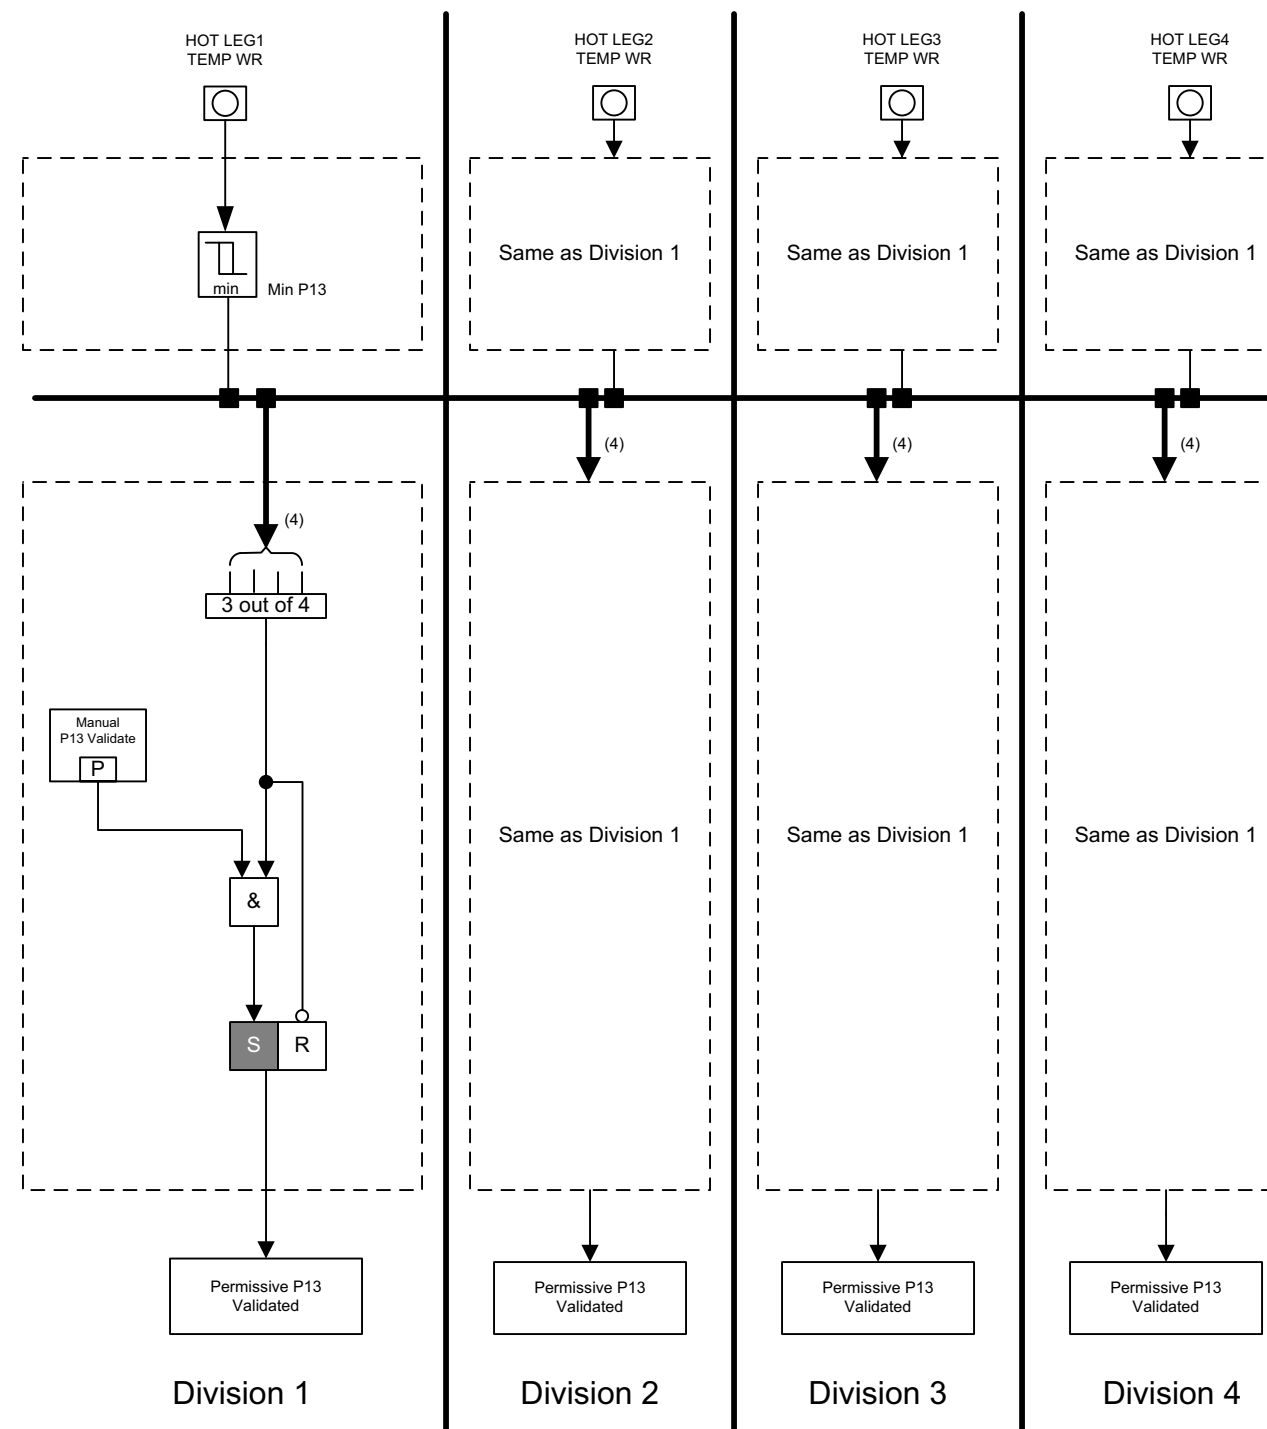 HOT LEG1
TEMP WR
HOT LEG2
TEMP WR
HOT LEG3
TEMP WR
HOT LEG4
TEMP WR
min
Min P13
Same as Division 1
Same as Division 1
Same as Division 1
(4)
(4)
(4)
(4)
3 out of 4
Manual
P13 Validate
P
&
S
R
Same as Division 1
Same as Division 1
Same as Division 1
Permissive P13
Validated
Permissive P13
Validated
Permissive P13
Validated
Permissive P13
Validated
Division 1
Division 2
Division 3
Division 4